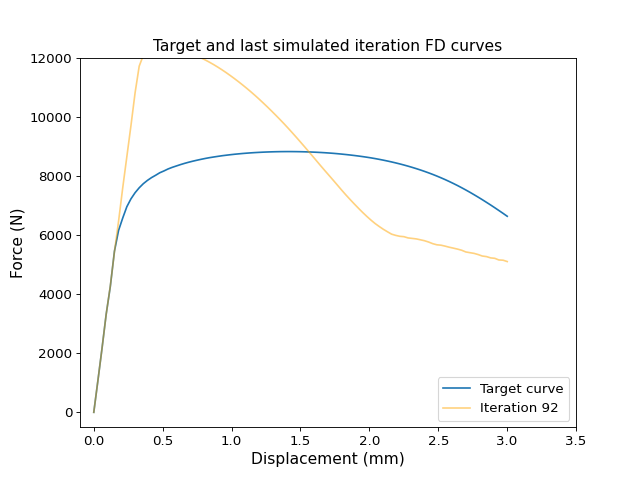 Target and last simulated iteration FD curves
12000
10000
8000
6000
4000
2000
0
Force (N)
0.0 0.5 1.0 1.5 2.0 2.5 3.0 3.5
Displacement (mm)
Target curve
Iteration 92